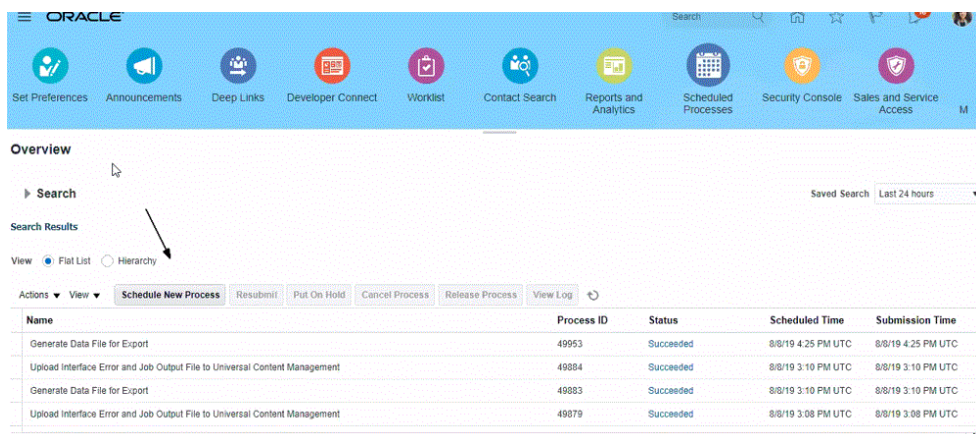 ORACLE
Search
Set Preferences
Announcements
Deep Links
Developer Connect
Worklist
Contact Search
Reports and
Analytics
Scheduled
Processes
Security Console
Sales and Service
Access
M
Overview
Search
Saved Search Last 24 hours
Search Results
View Flat List Hierarchy
Actions View Schedule New Process Resubmit Put On Hold Cancel Process Release Process View Log
Name Process ID Status Scheduled Time Submission Time
Generate Data File for Export 49953 Succeeded 8/8/19 4:25 PM UTC 8/8/19 4:25 PM UTC
Upload Interface Error and Job Output File to Universal Content Management 49884 Succeeded 8/8/19 3:10 PM UTC 8/8/19 3:10 PM UTC
Generate Data File for Export 49883 Succeeded 8/8/19 3:10 PM UTC 8/8/19 3:10 PM UTC
Upload Interface Error and Job Output File to Universal Content Management 49879 Succeeded 8/8/19 3:08 PM UTC 8/8/19 3:08 PM UTC